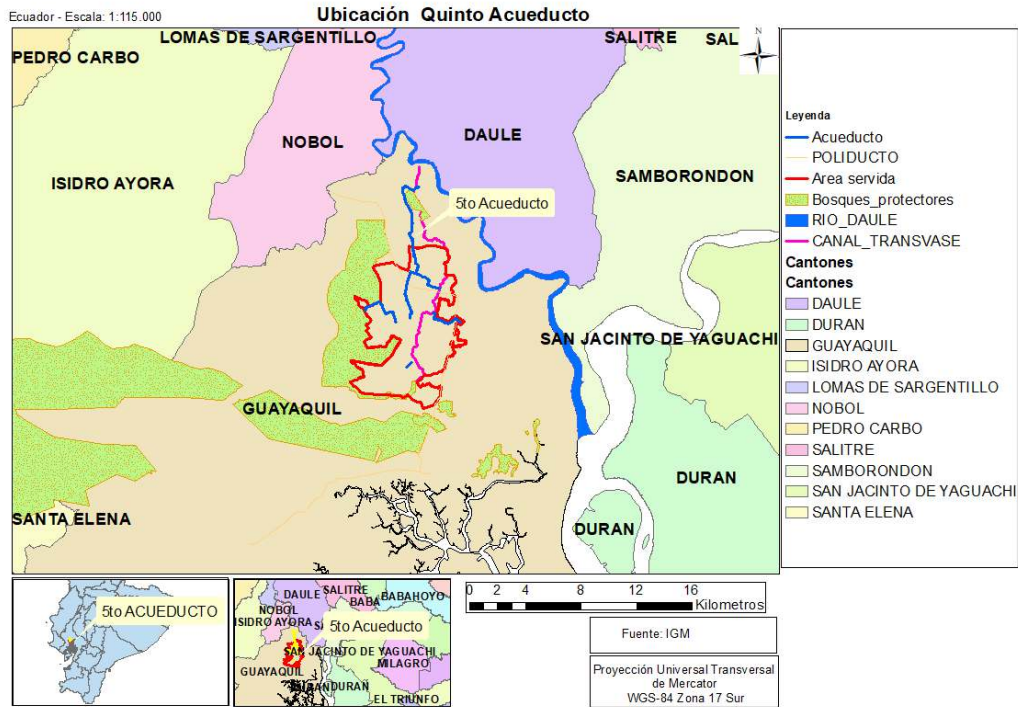 Ecuador - Escala: 1:115.000
Ubicación Quinto Acueducto
LOMAS DE SARGENTILLO
SALITRE
SAL
N
PEDRO CARBO
NOBOL
DAULE
ISIDRO AYORA
SAMBORONDON
5to Acueducto
SAN JACINTO DE YAGUACHI
GUAYAQUIL
DURAN
SANTA ELENA
DURAN
Leyenda
Acueducto
POLIDUCTO
Area servida
Bosques_protectores
RIO_DAULE
CANAL_TRANSVASE
Cantones
Cantones
DAULE
DURAN
GUAYAQUIL
ISIDRO AYORA
LOMAS DE SARGENTILLO
NOBOL
PEDRO CARBO
SALITRE
SAMBORONDON
SAN JACINTO DE YAGUACHI
SANTA ELENA
5to ACUEDUCTO
DAULE
SALITRE
BABA
BABAHOYO
NOBOL
ISIDRO AYORA
5to Acueducto
SAN JACINTO DE YAGUACHI
MILAGRO
GUAYAQUIL
DURAN
EL TRIUNFO
0 2 4 8 12 16
Kilometros
Fuente: IGM
Proyección Universal Transversal
de Mercator
WGS-84 Zona 17 Sur